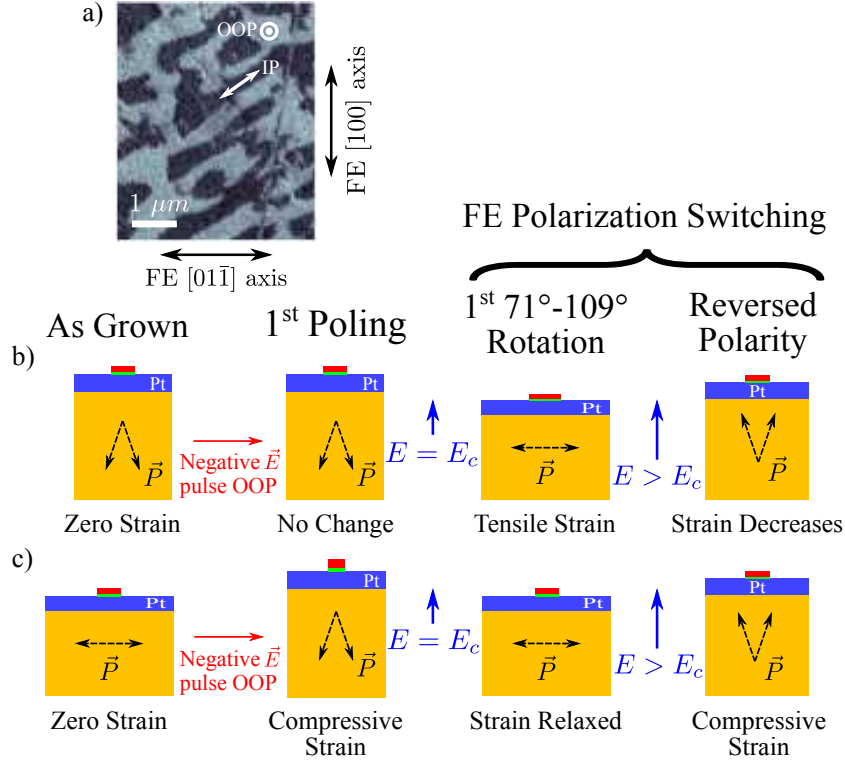 a)
OOP
IP
1 μm
FE [100] axis
FE [011̄] axis
FE Polarization Switching
As Grown
1st Poling
1st 71°-109°
Rotation
Reversed
Polarity
b)
Pt
Pt
Pt
Pt
P⃗
P⃗
P⃗
P⃗
Negative E⃗
pulse OOP
E = Ec
E > Ec
Zero Strain
No Change
Tensile Strain
Strain Decreases
c)
Pt
Pt
Pt
Pt
P⃗
P⃗
P⃗
P⃗
Negative E⃗
pulse OOP
E = Ec
E > Ec
Zero Strain
Compressive
Strain
Strain Relaxed
Compressive
Strain